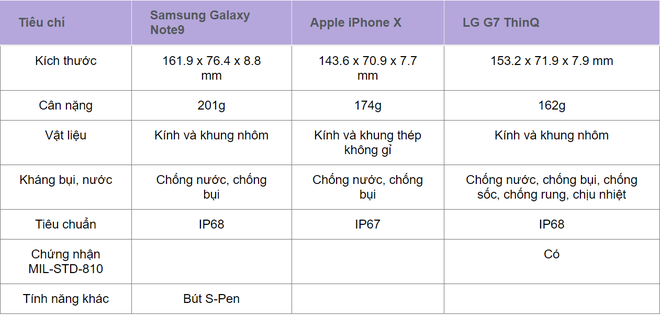 Tiêu chí
Samsung Galaxy
Note9
Apple iPhone X
LG G7 ThinQ
Kích thước
161.9 x 76.4 x 8.8
mm
143.6 x 70.9 x 7.7
mm
153.2 x 71.9 x 7.9 mm
Cân nặng
201g
174g
162g
Vật liệu
Kính và khung nhôm
Kính và khung thép
không gỉ
Kính và khung nhôm
Kháng bụi, nước
Chống nước, chống
bụi
Chống nước, chống
bụi
Chống nước, chống bụi, chống
sốc, chống rung, chịu nhiệt
Tiêu chuẩn
IP68
IP67
IP68
Chứng nhận
MIL-STD-810
Có
Tính năng khác
Bút S-Pen